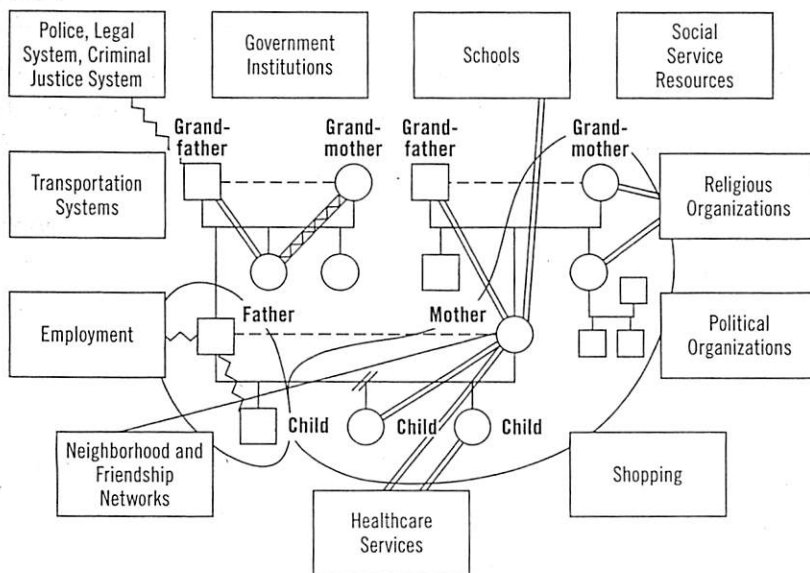 Police, Legal
System, Criminal
Justice System
Government
Institutions
Schools
Social
Service
Resources
Grand-
father
Grand-
mother
Grand-
father
Grand-
mother
Transportation
Systems
Religious
Organizations
Employment
Father
Mother
Political
Organizations
Child
Child
Child
Neighborhood and
Friendship
Networks
Shopping
Healthcare
Services